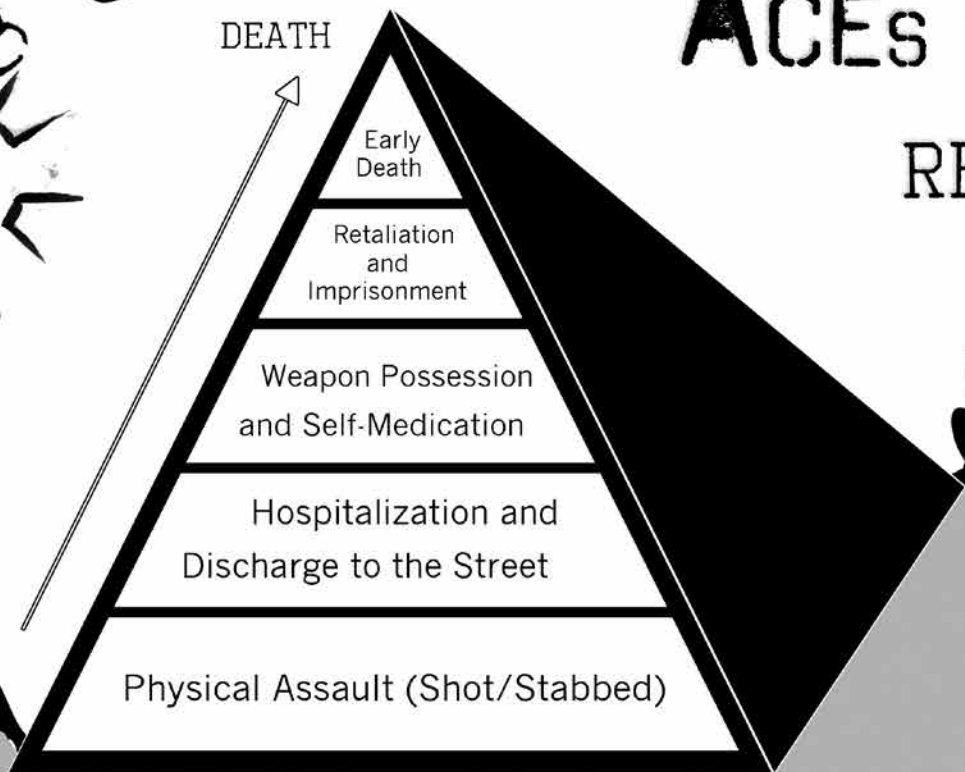 DEATH
ACEs
Early
Death
Retaliation
and
Imprisonment
Weapon Possession
and Self-Medication
Hospitalization and
Discharge to the Street
Physical Assault (Shot/Stabbed)